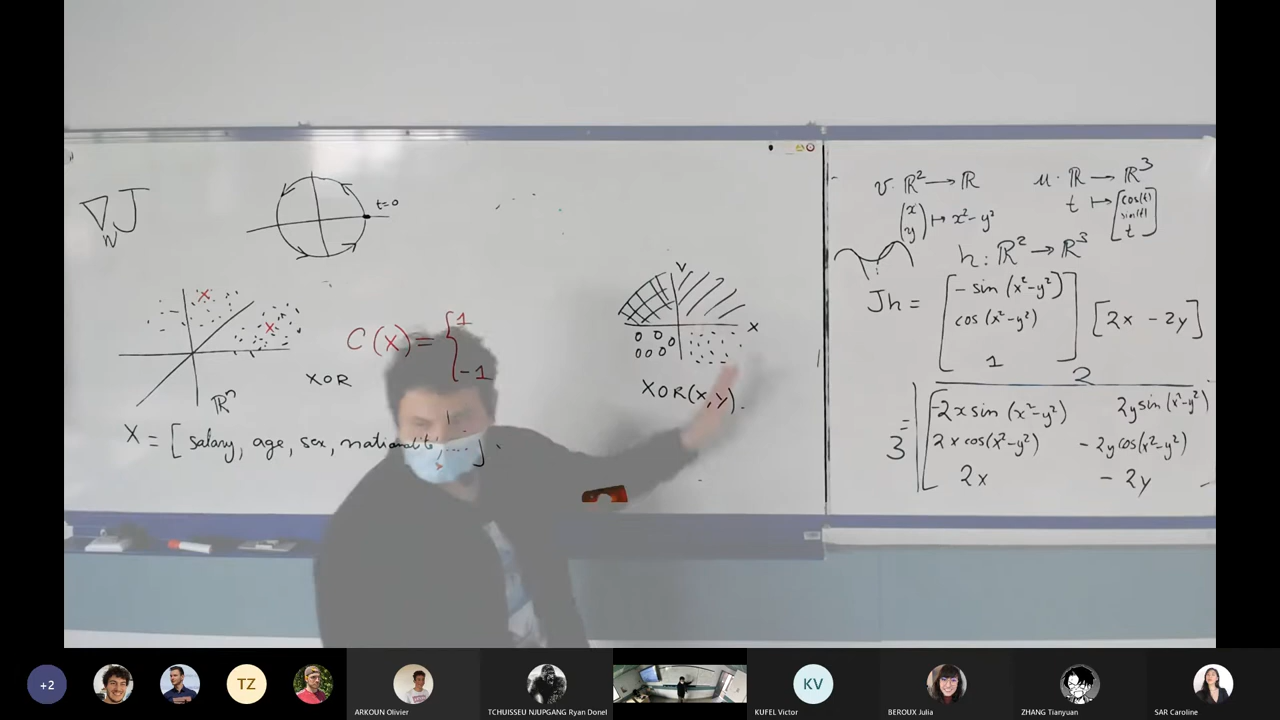 ∇_W J
t=0
C(X) = { 1
-1
XOR
ℝⁿ
X = [salary, age, sex, nationalité, ....]
y
x
XOR(x,y).
v: ℝ² → ℝ
(x y) ↦ x²-y²
u: ℝ → ℝ³
t ↦ [cos(t) sin(t) t]
h: ℝ² → ℝ³
Jh = [-sin(x²-y²)
cos(x²-y²)
1] [2x -2y]
2
= 3 [-2x sin(x²-y²) 2y sin(x²-y²)
2x cos(x²-y²) -2y cos(x²-y²)
2x -2y
+2
TZ
ARKOUN Olivier
TCHUISSEU NJUPGANG Ryan Donel
KV
KUFEL Victor
BEROUX Julia
ZHANG Tianyuan
SAR Caroline